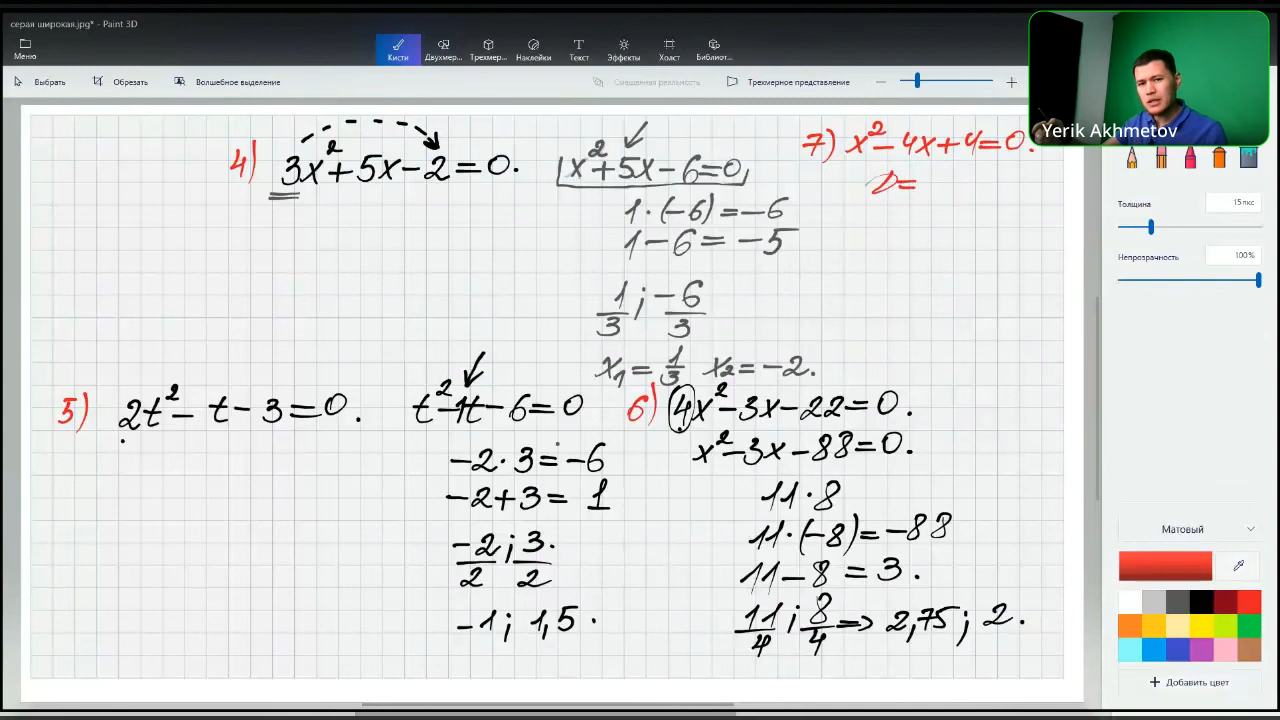 серая широкая.jpg* - Paint 3D
Меню
Кисти
Двухмер...
Трехмер...
Наклейки
Текст
Эффекты
Холст
Библиот...
Выбрать
Обрезать
Волшебное выделение
Смешанная реальность
Трехмерное представление
Yerik Akhmetov
4) 3x²+5x-2=0.
x²+5x-6=0
1·(-6)=-6
1-6=-5
1/3 ; -6/3
x₁=1/3 x₂=-2.
7) x²-4x+4=0.
D=
5) 2t²-t-3=0.
t²-1t-6=0
-2·3=-6
-2+3=1
-2/2 ; 3/2.
-1; 1,5.
6) 4x²-3x-22=0.
x²-3x-88=0.
11·8
11·(-8)=-88
11-8=3.
11/4 ; 8/4 => 2,75; 2.
Толщина
15 пкс
Непрозрачность
100%
Матовый
Добавить цвет